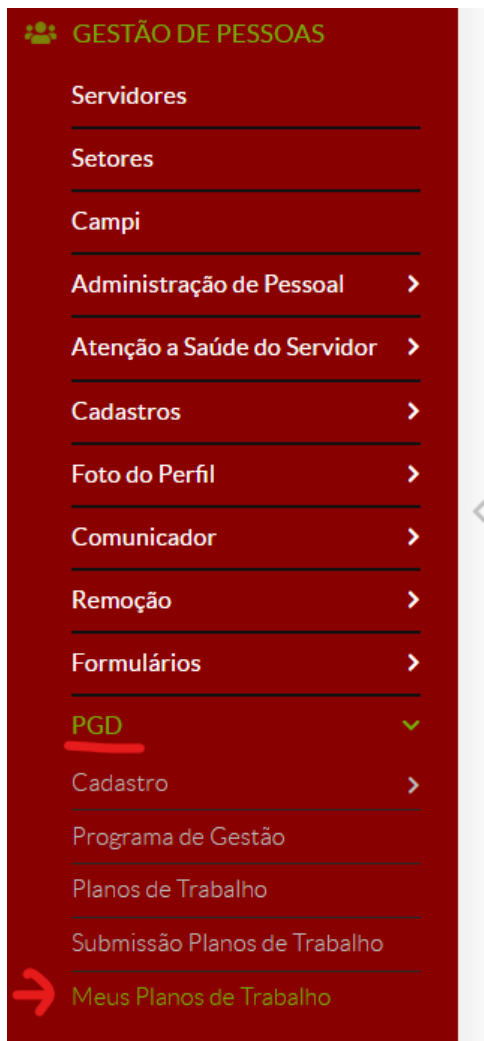 GESTÃO DE PESSOAS
Servidores
Setores
Campi
Administração de Pessoal
Atenção a Saúde do Servidor
Cadastros
Foto do Perfil
Comunicador
Remoção
Formulários
PGD
Cadastro
Programa de Gestão
Planos de Trabalho
Submissão Planos de Trabalho
Meus Planos de Trabalho